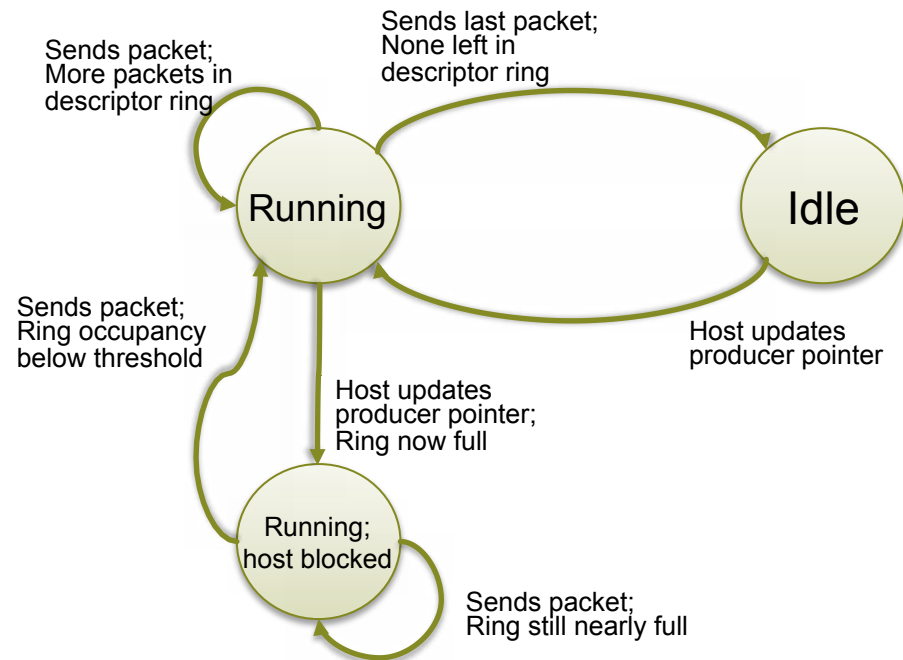 Sends last packet;
None left in
descriptor ring
Sends packet;
More packets in
descriptor ring
Running
Idle
Sends packet;
Ring occupancy
below threshold
Host updates
producer pointer
Host updates
producer pointer;
Ring now full
Running;
host blocked
Sends packet;
Ring still nearly full